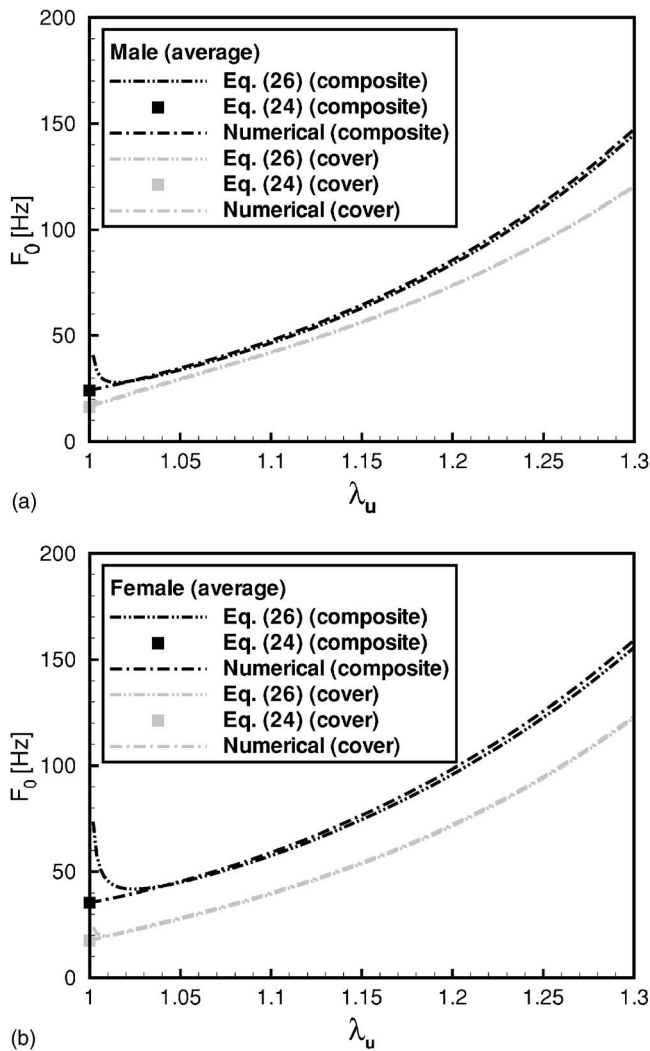 200
150
100
50
0
F0 [Hz]
Male (average)
Eq. (26) (composite)
Eq. (24) (composite)
Numerical (composite)
Eq. (26) (cover)
Eq. (24) (cover)
Numerical (cover)
1 1.05 1.1 1.15 1.2 1.25 1.3
λu
(a)
200
150
100
50
0
F0 [Hz]
Female (average)
Eq. (26) (composite)
Eq. (24) (composite)
Numerical (composite)
Eq. (26) (cover)
Eq. (24) (cover)
Numerical (cover)
1 1.05 1.1 1.15 1.2 1.25 1.3
λu
(b)